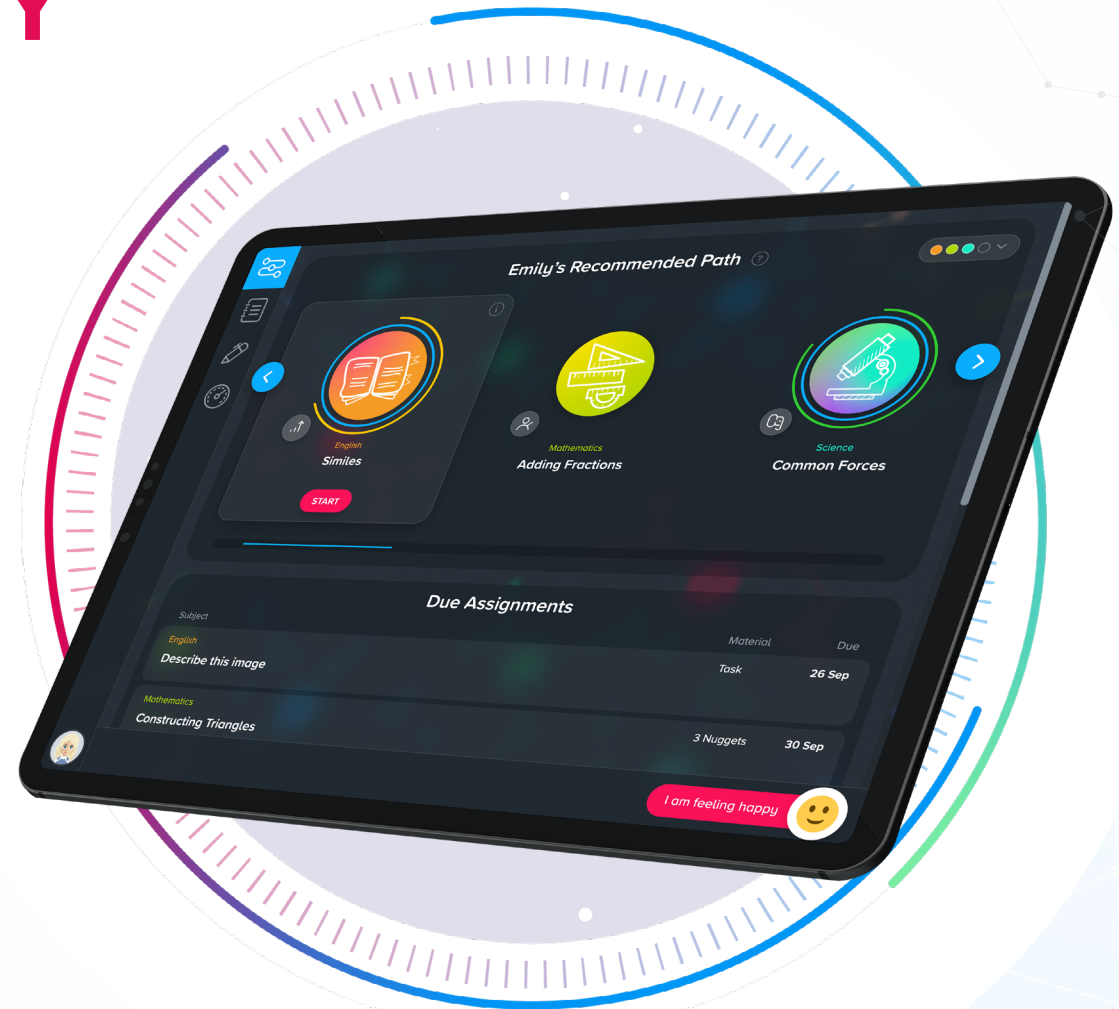 Emily's Recommended Path
English
Similes
START
Mathematics
Adding Fractions
Science
Common Forces
Due Assignments
Subject Material Due
English
Describe this image Task 26 Sep
Mathematics
Constructing Triangles 3 Nuggets 30 Sep
I am feeling happy